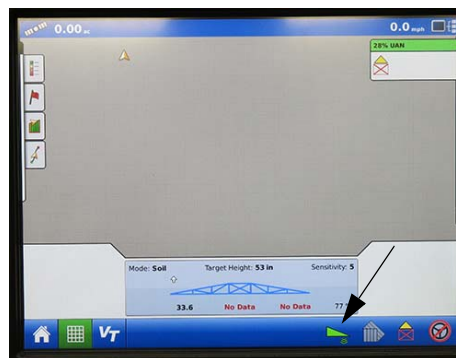 0.00 ac
0.0 mph
28% UAN
Mode: Soil
Target Height: 53 in
Sensitivity: 5
33.6
No Data
No Data
VT